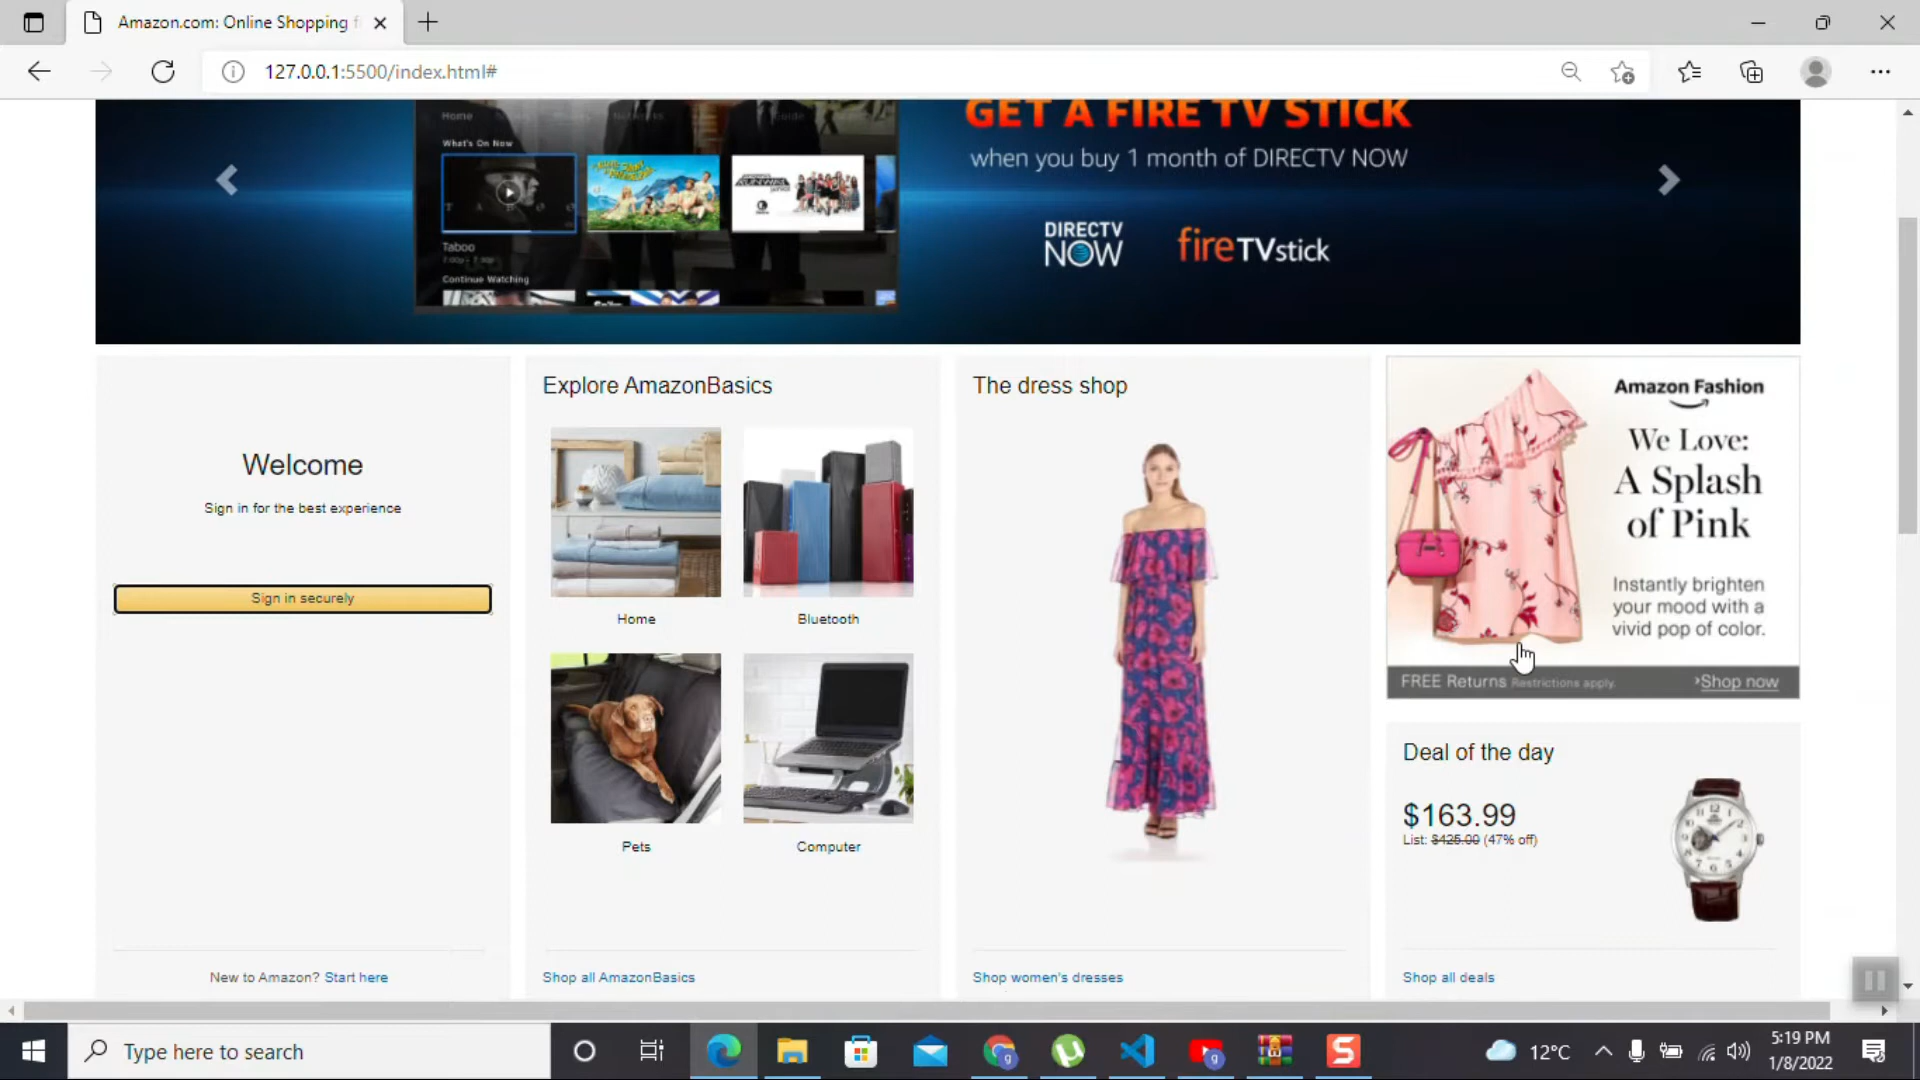 Amazon.com: Online Shopping f
127.0.0.1:5500/index.html#
Home
Guide
What's On Now
TABOO
Taboo
Continue Watching
GET A FIRE TV STICK
when you buy 1 month of DIRECTV NOW
DIRECTV
NOW
fireTVstick
Welcome
Sign in for the best experience
Sign in securely
New to Amazon? Start here
Explore AmazonBasics
Home
Bluetooth
Pets
Computer
Shop all AmazonBasics
The dress shop
Shop women's dresses
Amazon Fashion
We Love:
A Splash
of Pink
Instantly brighten
your mood with a
vivid pop of color.
FREE Returns Restrictions apply.
›Shop now
Deal of the day
$163.99
List: $425.00 (47% off)
Shop all deals
Type here to search
12°C
5:19 PM
1/8/2022